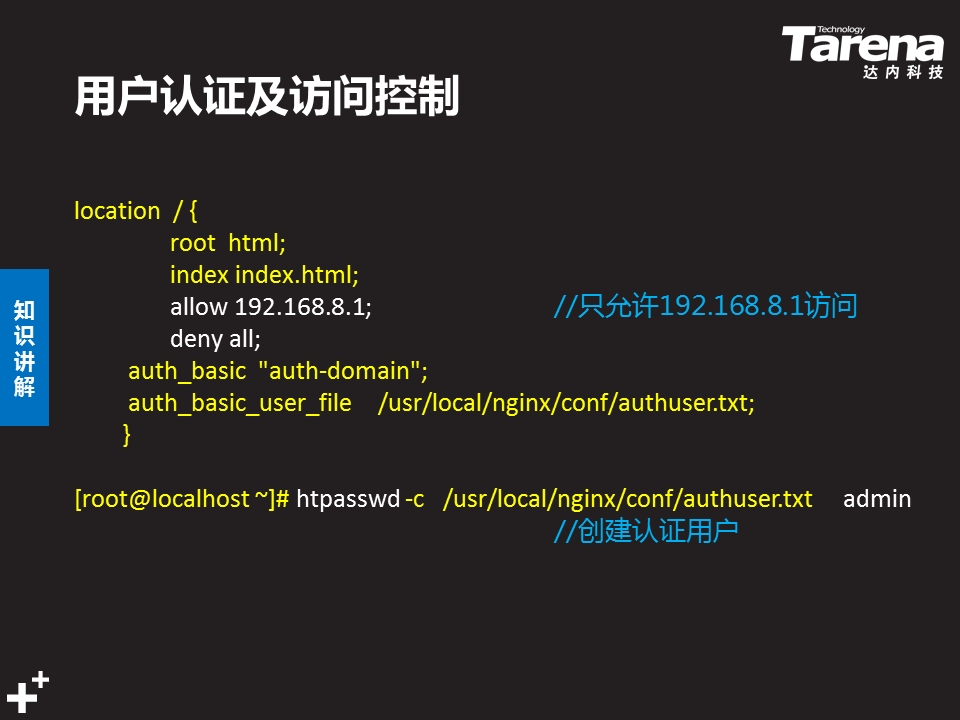 Technology
Tarena
达内科技
用户认证及访问控制
location / {
root html;
index index.html;
allow 192.168.8.1; //只允许192.168.8.1访问
deny all;
auth_basic "auth-domain";
auth_basic_user_file /usr/local/nginx/conf/authuser.txt;
}
知识讲解
[root@localhost ~]# htpasswd -c /usr/local/nginx/conf/authuser.txt admin
//创建认证用户